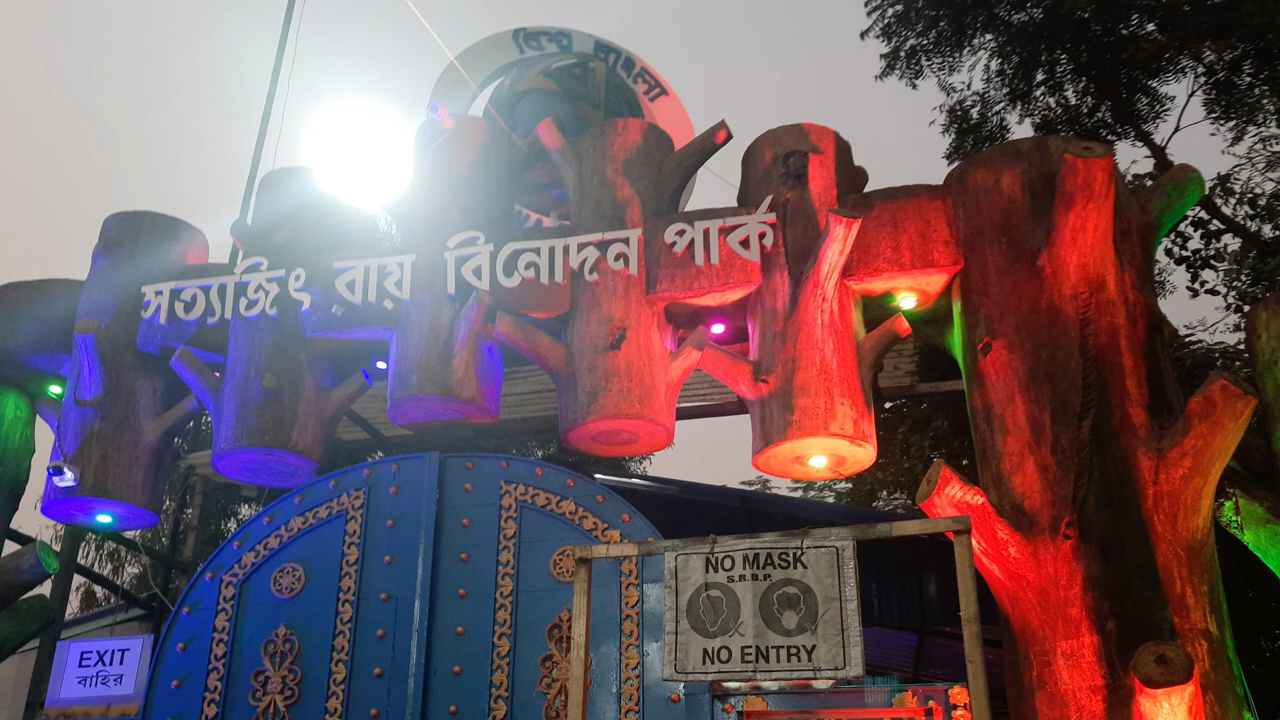 বিশ্ব বাংলা
সত্যজিৎ রায় বিনোদন পার্ক
NO MASK
S.R.B.P.
NO ENTRY
EXIT
বাহির